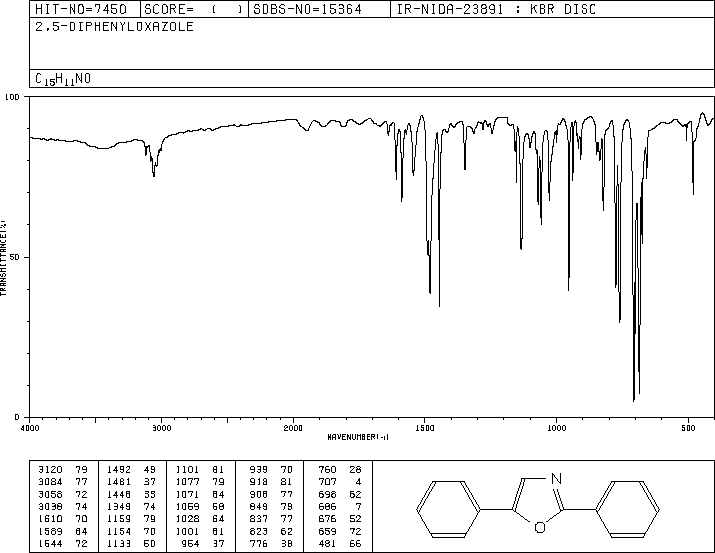 HIT-NO=7450 SCORE= ( ) SDBS-NO=15364 IR-NIDA-23891 : KBR DISC
2,5-DIPHENYLOXAZOLE
C15H11NO
100
50
0
TRANSMITTANCE(%)
4000 3000 2000 1500 1000 500
WAVENUMBER(-1)
3120 79 1492 49 1101 81 939 70 760 28
3084 77 1481 37 1077 79 918 81 707 4
3058 72 1448 33 1071 64 908 77 698 62
3038 74 1349 74 1059 58 849 79 686 7
1610 70 1159 79 1028 64 837 77 676 52
1589 64 1154 70 1001 81 823 62 659 72
1544 72 1133 50 954 37 776 38 481 66
N
O